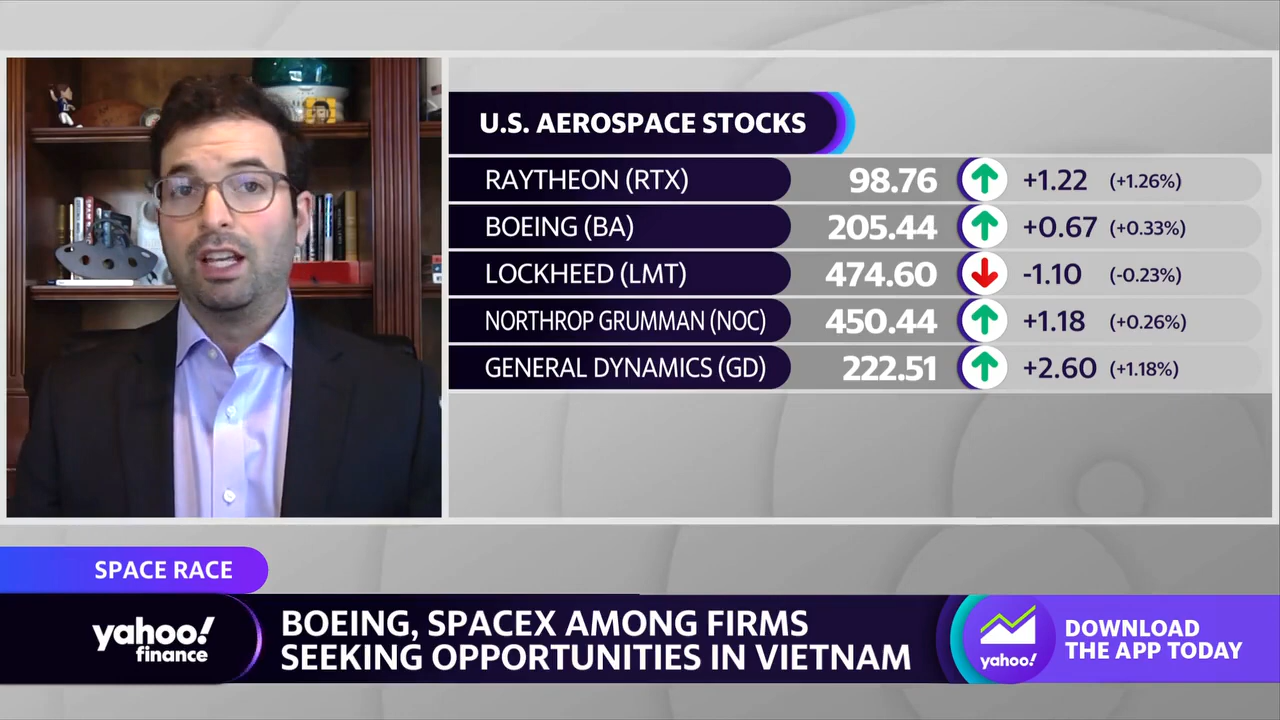 U.S. AEROSPACE STOCKS
RAYTHEON (RTX) 98.76 +1.22 (+1.26%)
BOEING (BA) 205.44 +0.67 (+0.33%)
LOCKHEED (LMT) 474.60 -1.10 (-0.23%)
NORTHROP GRUMMAN (NOC) 450.44 +1.18 (+0.26%)
GENERAL DYNAMICS (GD) 222.51 +2.60 (+1.18%)
SPACE RACE
yahoo!
finance
BOEING, SPACEX AMONG FIRMS
SEEKING OPPORTUNITIES IN VIETNAM
yahoo!
DOWNLOAD
THE APP TODAY